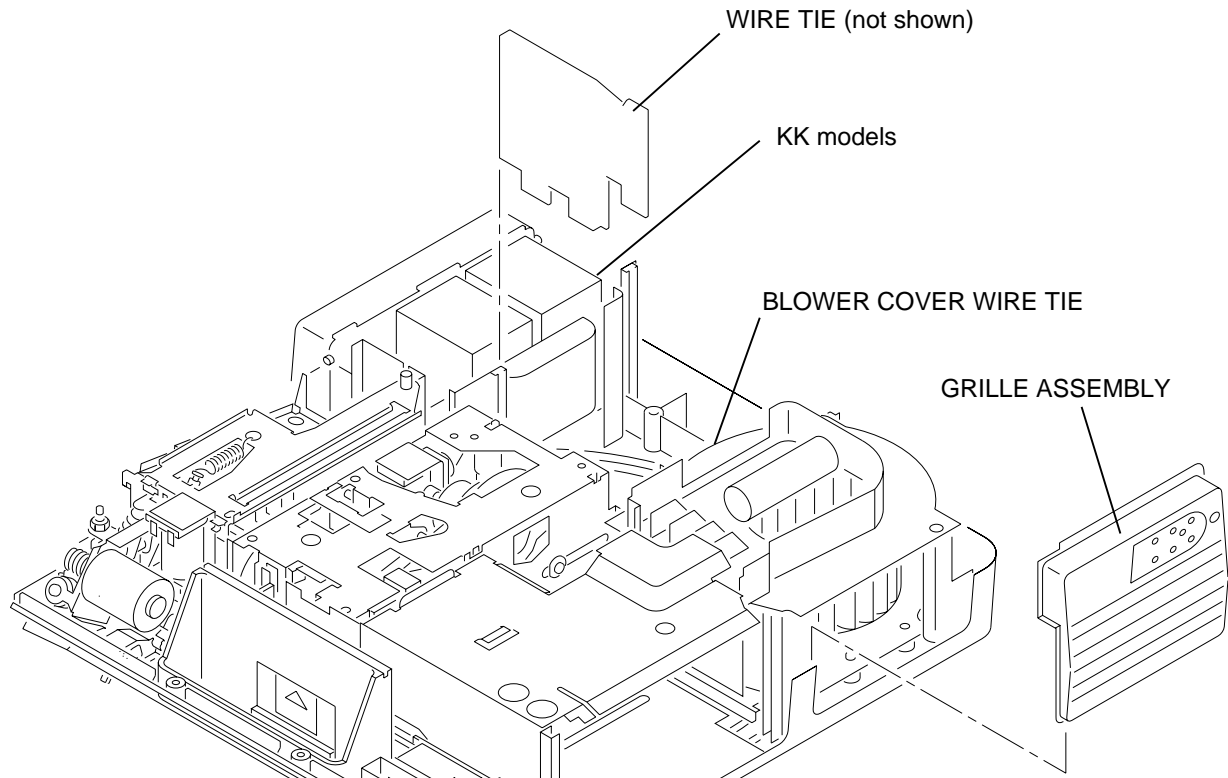 WIRE TIE (not shown)
KK models
BLOWER COVER WIRE TIE
GRILLE ASSEMBLY